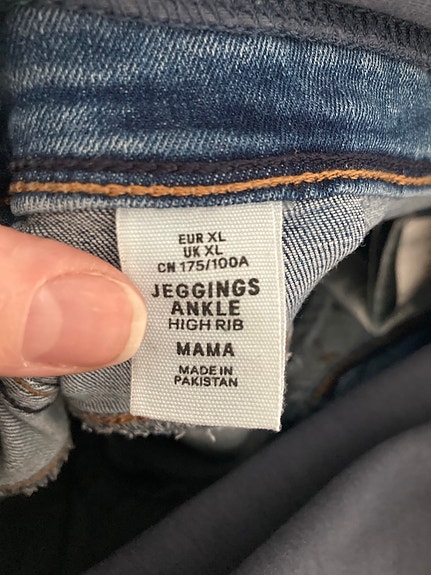 EUR XL
UK XL
CN 175/100A
JEGGINGS
ANKLE
HIGH RIB
MAMA
MADE IN
PAKISTAN